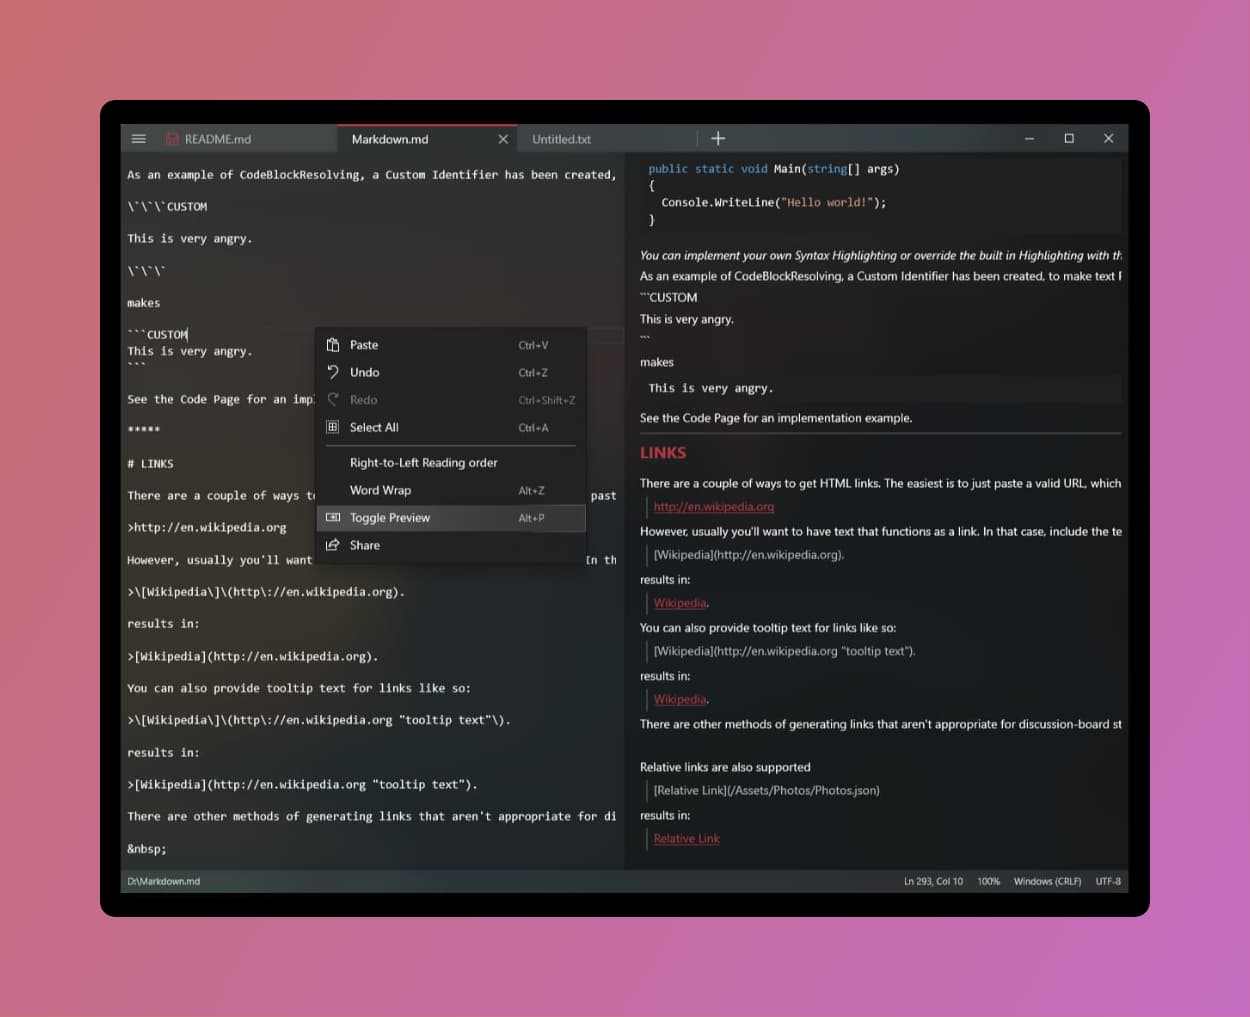 README.md
Markdown.md
Untitled.txt
As an example of CodeBlockResolving, a Custom Identifier has been created,
\`\`\`CUSTOM
This is very angry.
\`\`\`
makes
```CUSTOM
This is very angry.
```
See the Code Page for an imp
*****
# LINKS
There are a couple of ways to
past
>http://en.wikipedia.org
However, usually you'll want
In th
>\[Wikipedia\]\(http\://en.wikipedia.org).
results in:
>[Wikipedia](http://en.wikipedia.org).
You can also provide tooltip text for links like so:
>\[Wikipedia\]\(http\://en.wikipedia.org "tooltip text"\).
results in:
>[Wikipedia](http://en.wikipedia.org "tooltip text").
There are other methods of generating links that aren't appropriate for di
&nbsp;
Paste Ctrl+V
Undo Ctrl+Z
Redo Ctrl+Shift+Z
Select All Ctrl+A
Right-to-Left Reading order
Word Wrap Alt+Z
Toggle Preview Alt+P
Share
public static void Main(string[] args)
{
Console.WriteLine("Hello world!");
}
You can implement your own Syntax Highlighting or override the built in Highlighting with th
As an example of CodeBlockResolving, a Custom Identifier has been created, to make text
```CUSTOM
This is very angry.
```
makes
This is very angry.
See the Code Page for an implementation example.
LINKS
There are a couple of ways to get HTML links. The easiest is to just paste a valid URL, which
http://en.wikipedia.org
However, usually you'll want to have text that functions as a link. In that case, include the te
[Wikipedia](http://en.wikipedia.org).
results in:
Wikipedia.
You can also provide tooltip text for links like so:
[Wikipedia](http://en.wikipedia.org "tooltip text").
results in:
Wikipedia.
There are other methods of generating links that aren't appropriate for discussion-board st
Relative links are also supported
[Relative Link](/Assets/Photos/Photos.json)
results in:
Relative Link
D:\Markdown.md
Ln 293, Col 10 100% Windows (CRLF) UTF-8